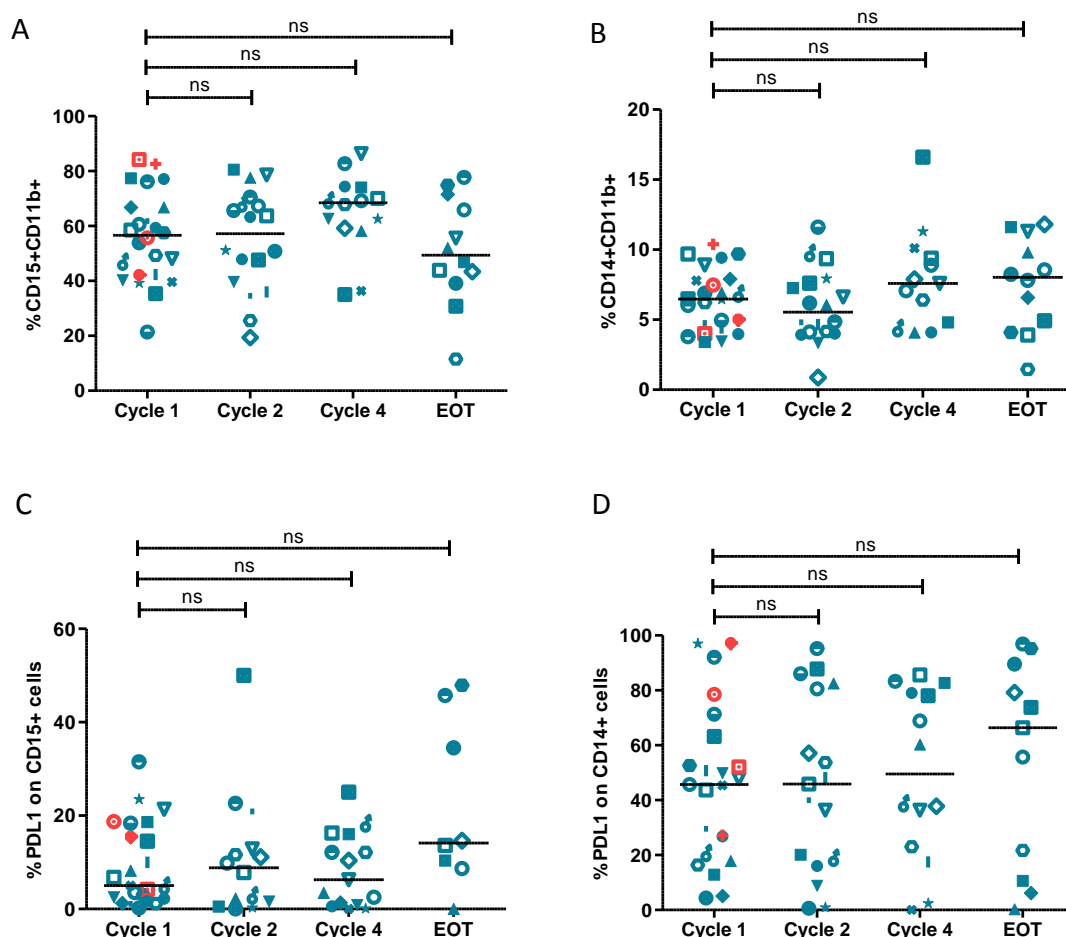 A
ns
ns
ns
%CD15+CD11b+
100
80
60
40
20
0
Cycle 1 Cycle 2 Cycle 4 EOT
B
ns
ns
ns
%CD14+CD11b+
20
15
10
5
0
Cycle 1 Cycle 2 Cycle 4 EOT
C
ns
ns
ns
%PDL1 on CD15+ cells
60
40
20
0
Cycle 1 Cycle 2 Cycle 4 EOT
D
ns
ns
ns
%PDL1 on CD14+ cells
100
80
60
40
20
0
Cycle 1 Cycle 2 Cycle 4 EOT